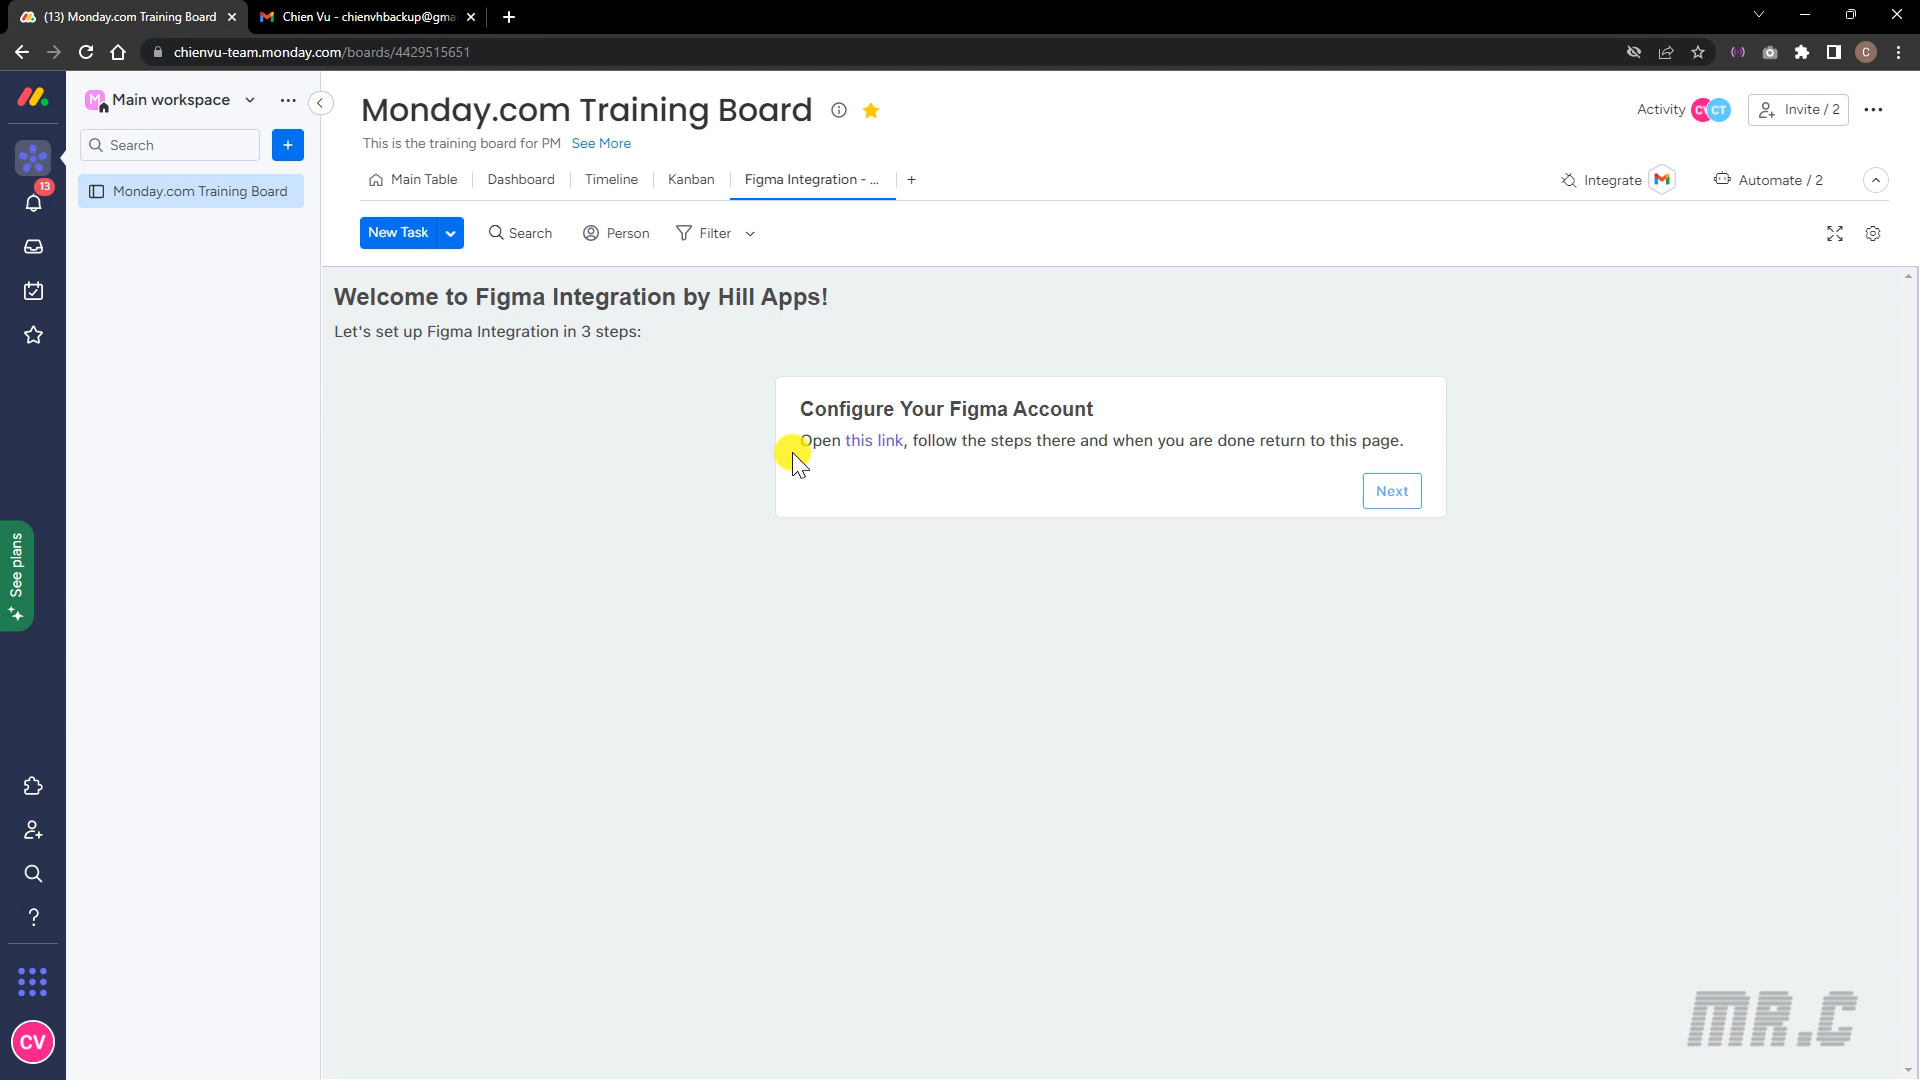 (13) Monday.com Training Board
Chien Vu - chienvhbackup@gma
chienvu-team.monday.com/boards/4429515651
C
M
Main workspace
Search
+
Monday.com Training Board
13
See plans
?
CV
Monday.com Training Board
This is the training board for PM See More
Activity CV CT
Invite / 2
Main Table
Dashboard
Timeline
Kanban
Figma Integration - ...
+
Integrate
Automate / 2
New Task
Search
Person
Filter
Welcome to Figma Integration by Hill Apps!
Let's set up Figma Integration in 3 steps:
Configure Your Figma Account
Open this link, follow the steps there and when you are done return to this page.
Next
MR.C